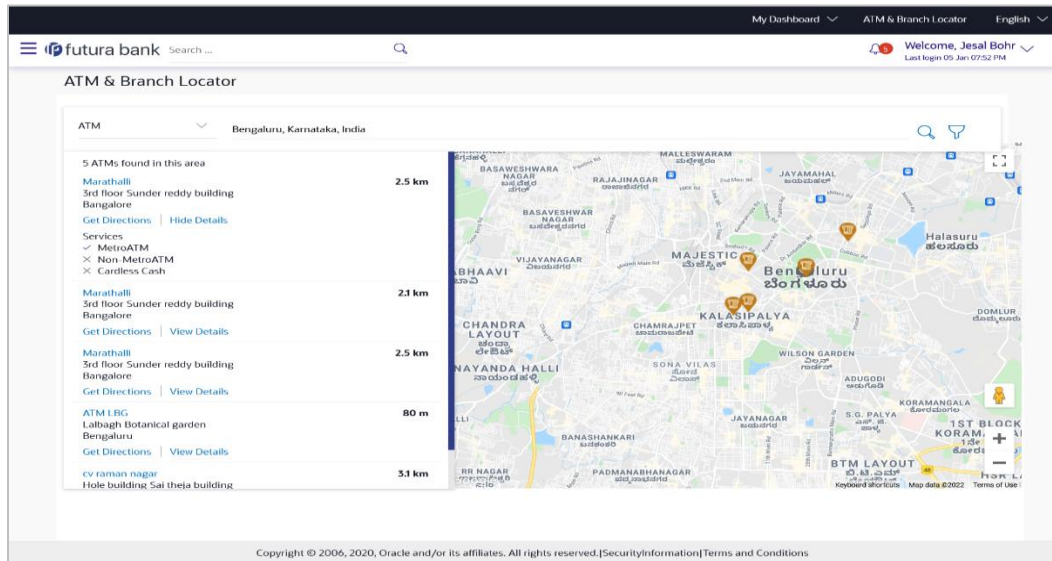 My Dashboard ATM & Branch Locator English
futura bank Search ... 5 Welcome, Jesal Bohr
Last login 05 Jan 07:52 PM
ATM & Branch Locator
ATM Bengaluru, Karnataka, India
5 ATMs found in this area
Marathalli 2.5 km
3rd floor Sunder reddy building
Bangalore
Get Directions | Hide Details
Services
MetroATM
Non-MetroATM
Cardless Cash
Marathalli 2.1 km
3rd floor Sunder reddy building
Bangalore
Get Directions | View Details
Marathalli 2.5 km
3rd floor Sunder reddy building
Bangalore
Get Directions | View Details
ATM LBG 80 m
Lalbagh Botanical garden
Bengaluru
Get Directions | View Details
cv raman nagar 3.1 km
Hole building Sai theja building
MALLESWARAM
BASAWESHWARA
NAGAR
RAJAJINAGAR
JAYAMAHAL
BASAVESHWAR
NAGAR
VIJAYANAGAR
MAJESTIC
ಮೆಜೆಸ್ಟಿಕ್
Halasuru
ಹಲಸೂರು
ಬೆಂಗಳೂರು
KALASIPALYA
CHANDRA
LAYOUT
CHAMRAJPET
DOMLUR
WILSON GARDEN
NAYANDA HALLI
SONA VILAS
ADUGODI
KORAMANGALA
JAYANAGAR
S.G. PALYA
1ST BLOCK
BANASHANKARI
BTM LAYOUT
RR NAGAR
PADMANABHANAGAR
Keyboard shortcuts Map data ©2022 Terms of Use
Copyright © 2006, 2020, Oracle and/or its affiliates. All rights reserved.|SecurityInformation|Terms and Conditions